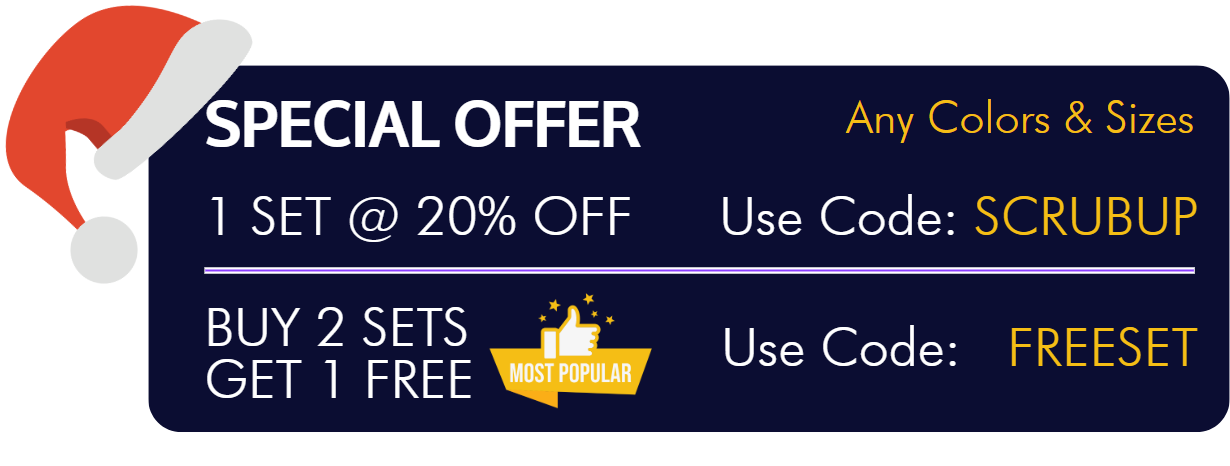 SPECIAL OFFER
Any Colors & Sizes
1 SET @ 20% OFF
Use Code: SCRUBUP
BUY 2 SETS
GET 1 FREE
MOST POPULAR
Use Code: FREESET